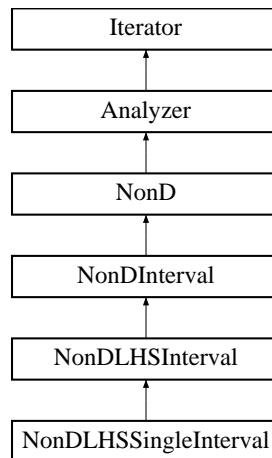 Iterator
Analyzer
NonD
NonDInterval
NonDLHSInterval
NonDLHSSingleInterval